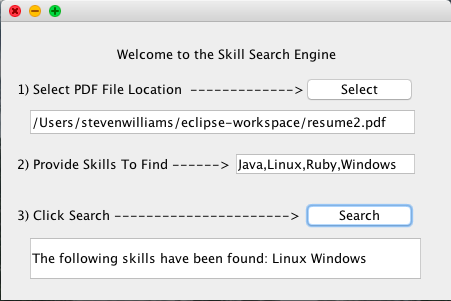 Welcome to the Skill Search Engine
1) Select PDF File Location -------------> Select
/Users/stevenwilliams/eclipse-workspace/resume2.pdf
2) Provide Skills To Find ------> Java,Linux,Ruby,Windows
3) Click Search ----------------------> Search
The following skills have been found: Linux Windows